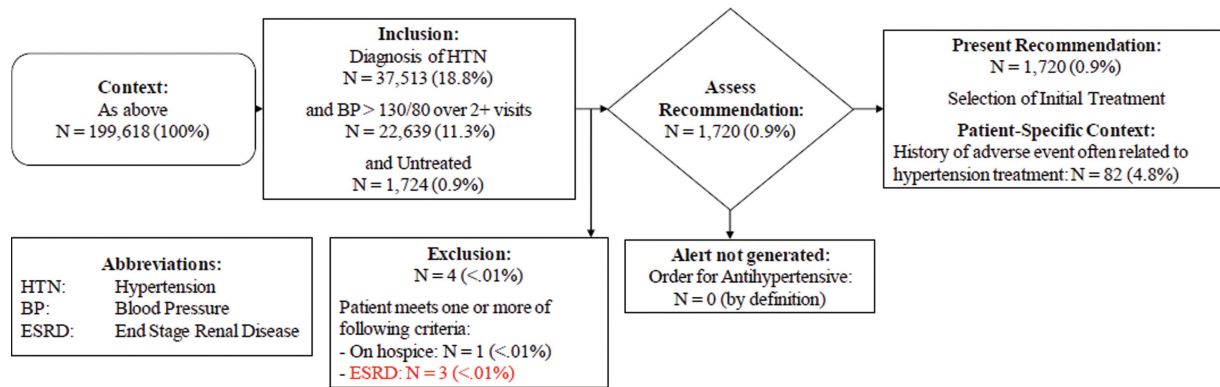 Context:
As above
N = 199,618 (100%)
Inclusion:
Diagnosis of HTN
N = 37,513 (18.8%)
and BP > 130/80 over 2+ visits
N = 22,639 (11.3%)
and Untreated
N = 1,724 (0.9%)
Assess
Recommendation:
N = 1,720 (0.9%)
Present Recommendation:
N = 1,720 (0.9%)
Selection of Initial Treatment
Patient-Specific Context:
History of adverse event often related to
hypertension treatment: N = 82 (4.8%)
Abbreviations:
HTN: Hypertension
BP: Blood Pressure
ESRD: End Stage Renal Disease
Exclusion:
N = 4 (<.01%)
Patient meets one or more of
following criteria:
- On hospice: N = 1 (<.01%)
- ESRD: N = 3 (<.01%)
Alert not generated:
Order for Antihypertensive:
N = 0 (by definition)